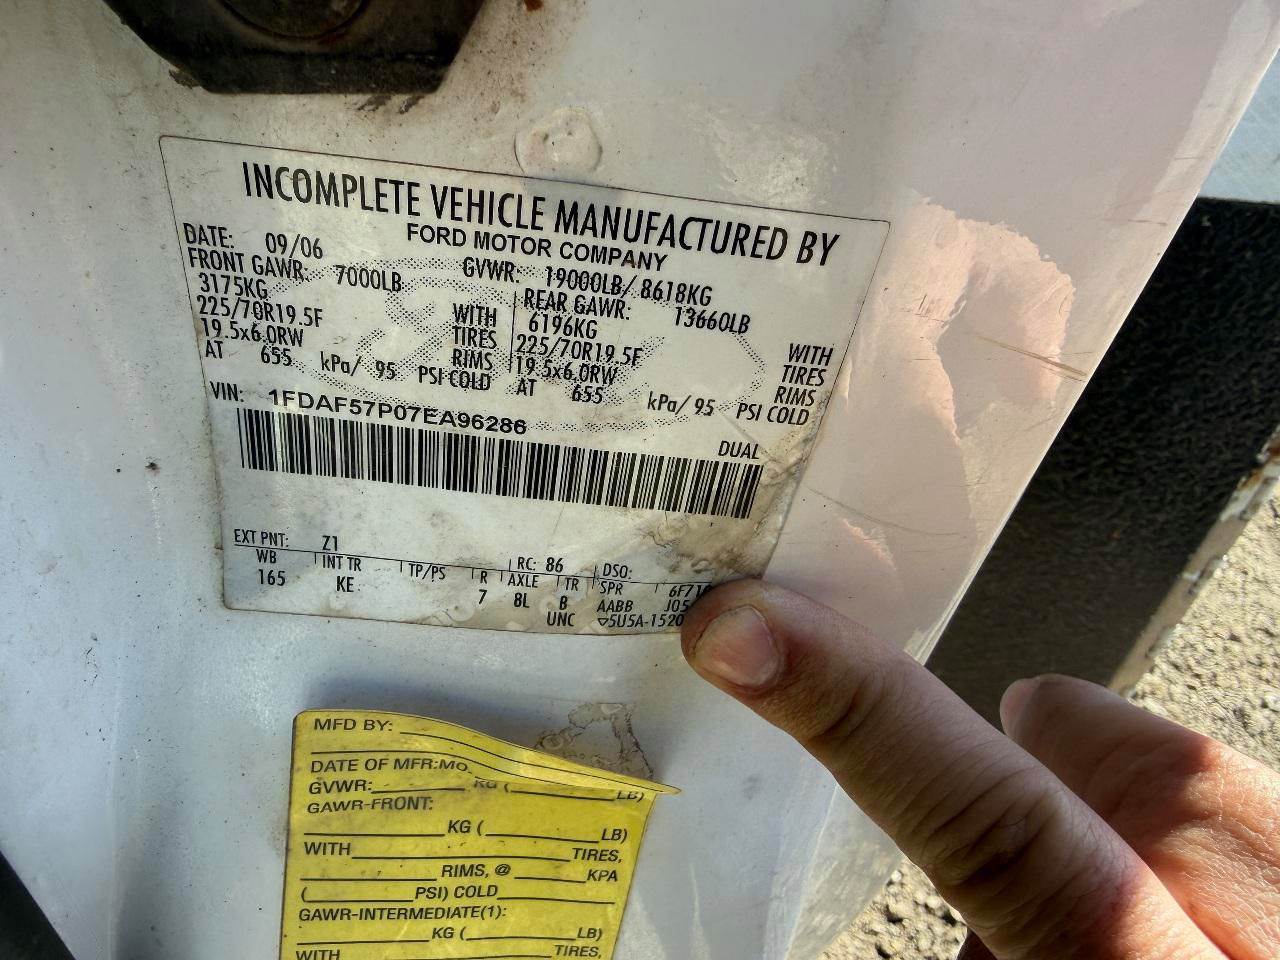 INCOMPLETE VEHICLE MANUFACTURED BY
FORD MOTOR COMPANY
DATE: 09/06 GVWR: 19000LB/ 8618KG
FRONT GAWR: 7000LB REAR GAWR: 13660LB
3175KG WITH 6196KG WITH
225/70R19.5F TIRES 225/70R19.5F TIRES
19.5x6.0RW RIMS 19.5x6.0RW RIMS
AT 655 kPa/ 95 PSI COLD AT 655 kPa/ 95 PSI COLD
VIN: 1FDAF57P07EA96286
DUAL
EXT PNT: Z1 RC: 86 DSO:
WB INT TR TP/PS R AXLE TR SPR 6F71
165 KE 7 8L B AABB J05
UNC ▽5U5A-1520
MFD BY:
DATE OF MFR:MO
GVWR: KG ( LB)
GAWR-FRONT:
KG ( LB)
WITH TIRES,
RIMS, @ KPA
( PSI) COLD
GAWR-INTERMEDIATE(1):
KG ( LB)
WITH TIRES,